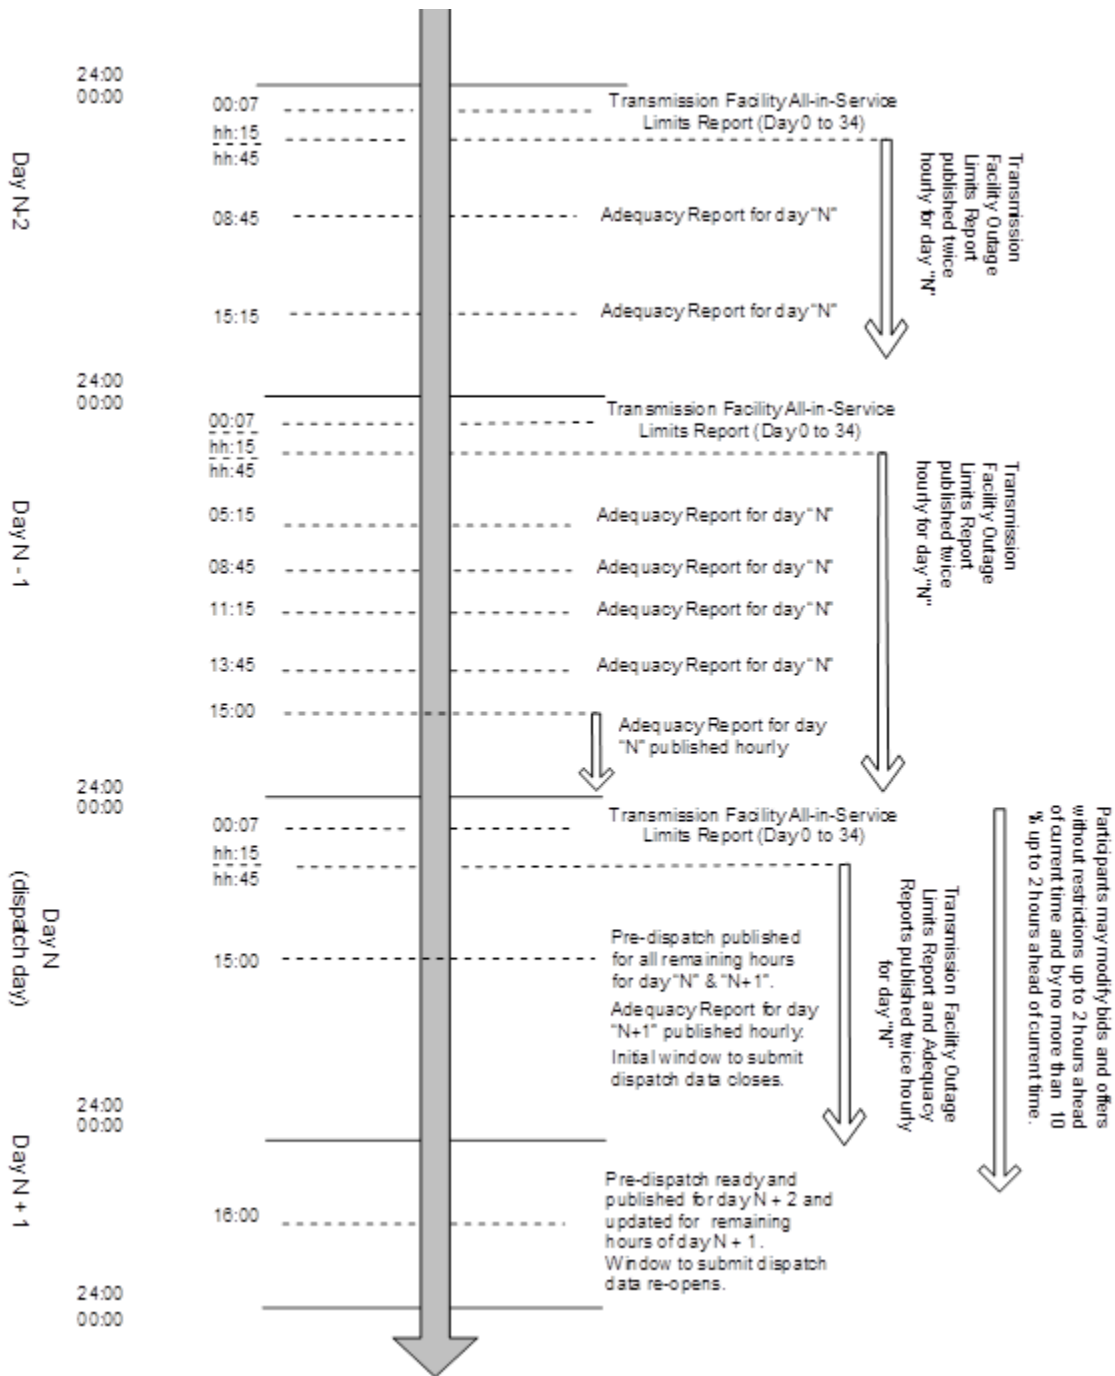 24:00
00:00
Day N-2
00:07
Transmission Facility All-in-Service
Limits Report (Day 0 to 34)
hh:15
hh:45
Transmission
Facility Outage
Limits Report
published twice
hourly for day "N"
08:45
Adequacy Report for day "N"
15:15
Adequacy Report for day "N"
24:00
00:00
Day N - 1
00:07
Transmission Facility All-in-Service
Limits Report (Day 0 to 34)
hh:15
hh:45
Transmission
Facility Outage
Limits Report
published twice
hourly for day "N"
05:15
Adequacy Report for day "N"
08:45
Adequacy Report for day "N"
11:15
Adequacy Report for day "N"
13:45
Adequacy Report for day "N"
15:00
Adequacy Report for day
"N" published hourly
24:00
00:00
Day N
(dispatch day)
00:07
Transmission Facility All-in-Service
Limits Report (Day 0 to 34)
hh:15
hh:45
Transmission Facility Outage
Limits Report and Adequacy
Reports published twice hourly
for day "N"
Participants may modify bids and offers
without restrictions up to 2 hours ahead
of current time and by no more than 10
% up to 2 hours ahead of current time.
15:00
Pre-dispatch published
for all remaining hours
for day "N" & "N+1".
Adequacy Report for day
"N+1" published hourly.
Initial window to submit
dispatch data closes.
24:00
00:00
Day N + 1
16:00
Pre-dispatch ready and
published for day N + 2 and
updated for remaining
hours of day N + 1.
Window to submit dispatch
data re-opens.
24:00
00:00